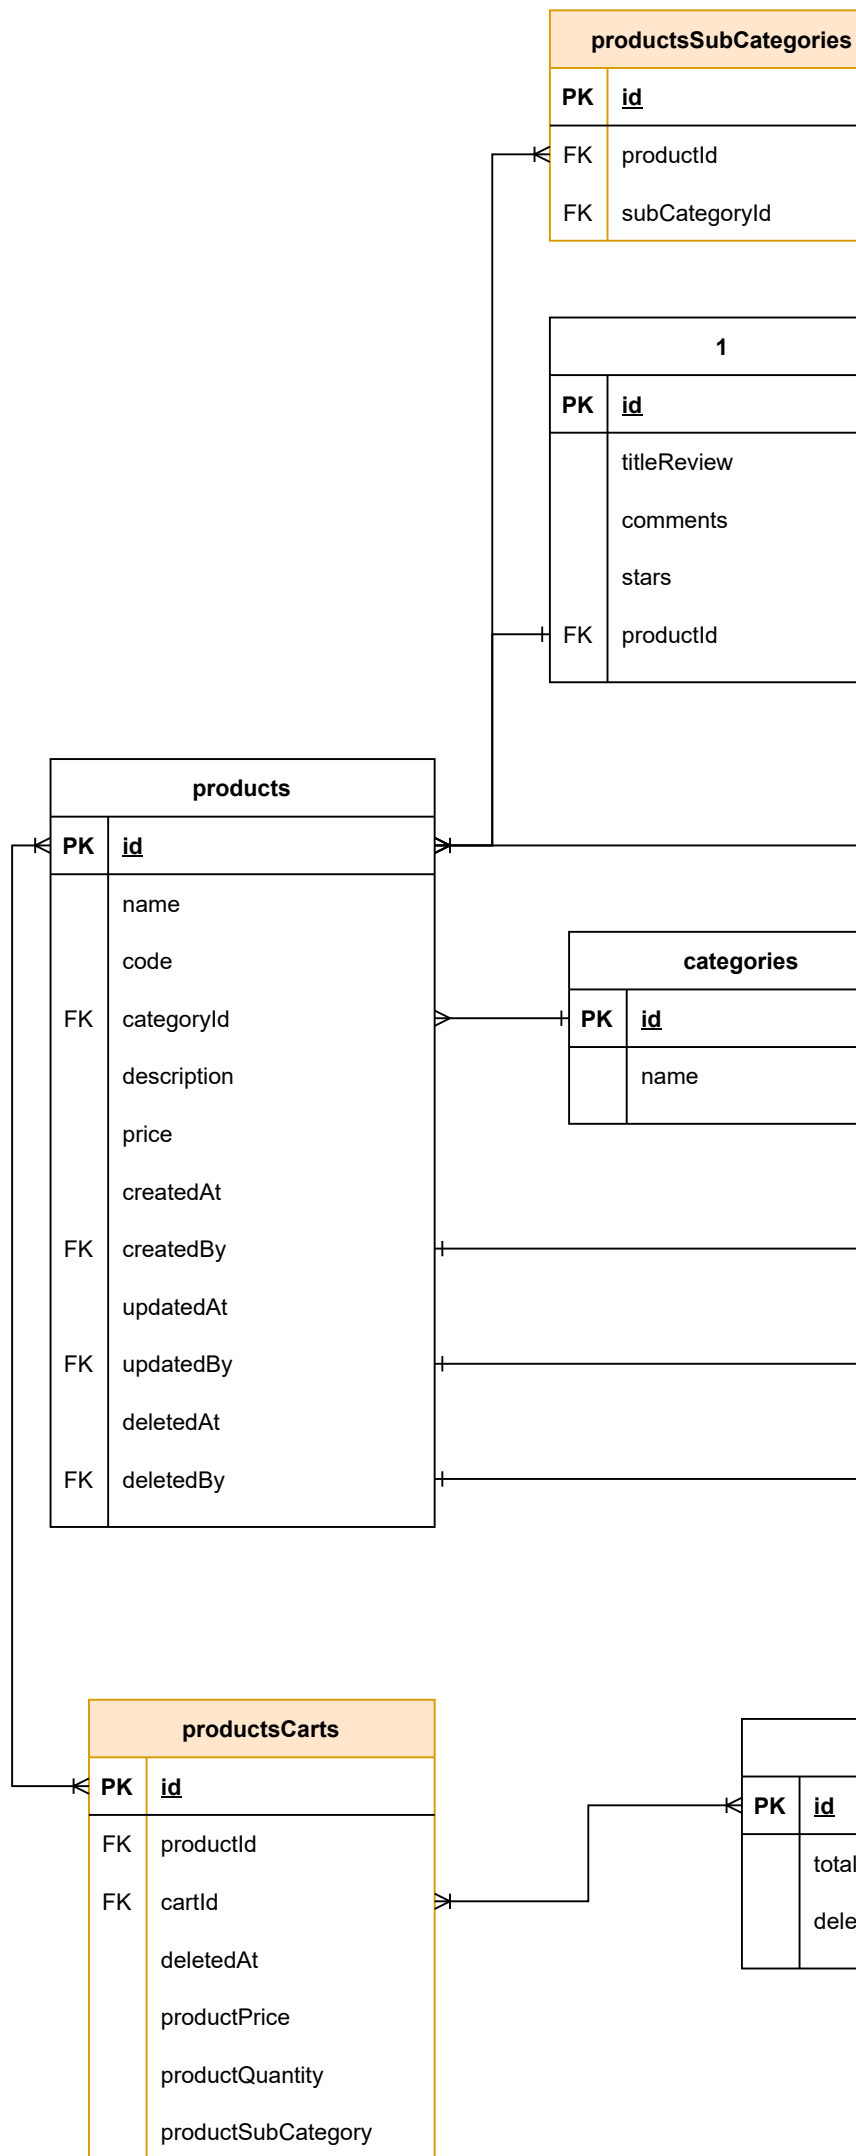 productsSubCategories
PK id
FK productId
FK subCategoryId
1
PK id
titleReview
comments
stars
FK productId
products
PK id
name
code
FK categoryId
description
price
createdAt
FK createdBy
updatedAt
FK updatedBy
deletedAt
FK deletedBy
categories
PK id
name
productsCarts
PK id
FK productId
FK cartId
deletedAt
productPrice
productQuantity
productSubCategory
PK id
total
dele